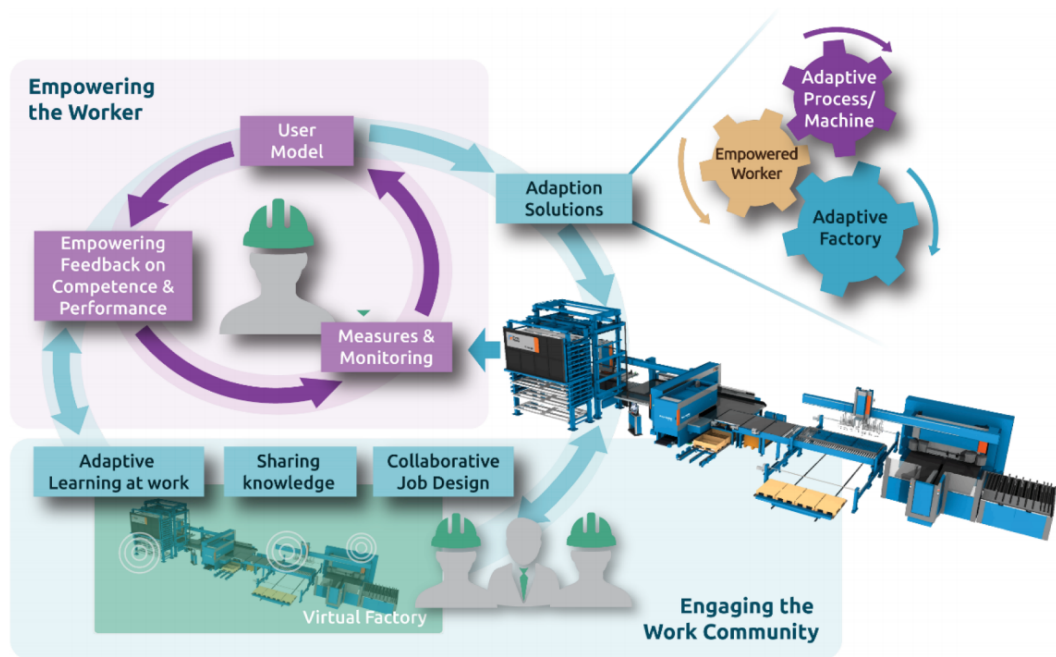 Empowering
the Worker
User
Model
Adaption
Solutions
Adaptive
Process/
Machine
Empowered
Worker
Adaptive
Factory
Empowering
Feedback on
Competence &
Performance
Measures &
Monitoring
Adaptive
Learning at work
Sharing
knowledge
Collaborative
Job Design
Virtual Factory
Engaging the
Work Community